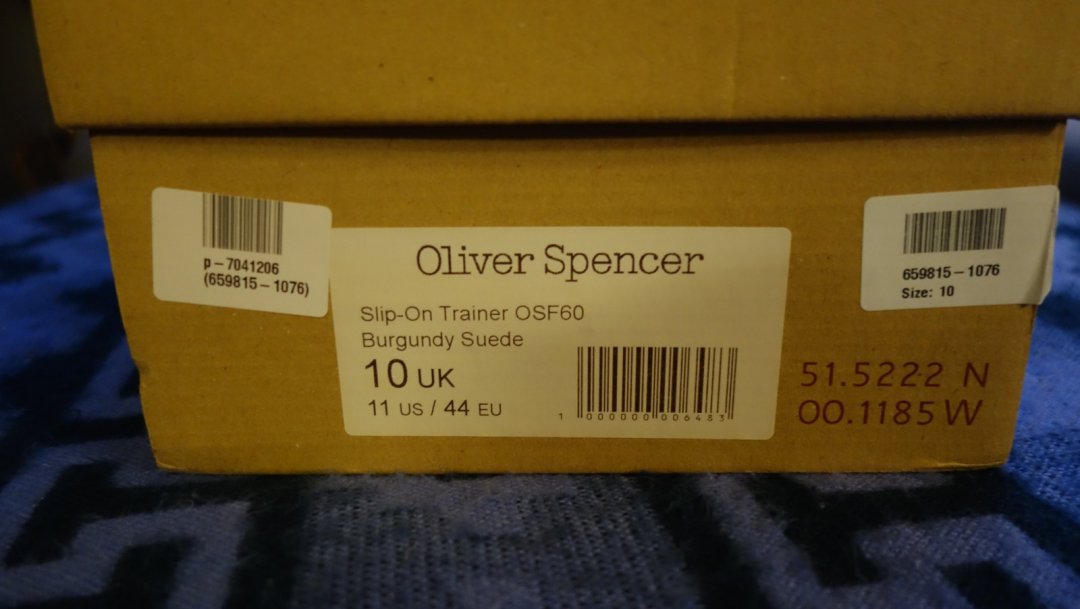 p-7041206
(659815-1076)
Oliver Spencer
Slip-On Trainer OSF60
Burgundy Suede
10 UK
11 US / 44 EU
1 000000 006483
659815-1076
Size: 10
51.5222 N
00.1185 W